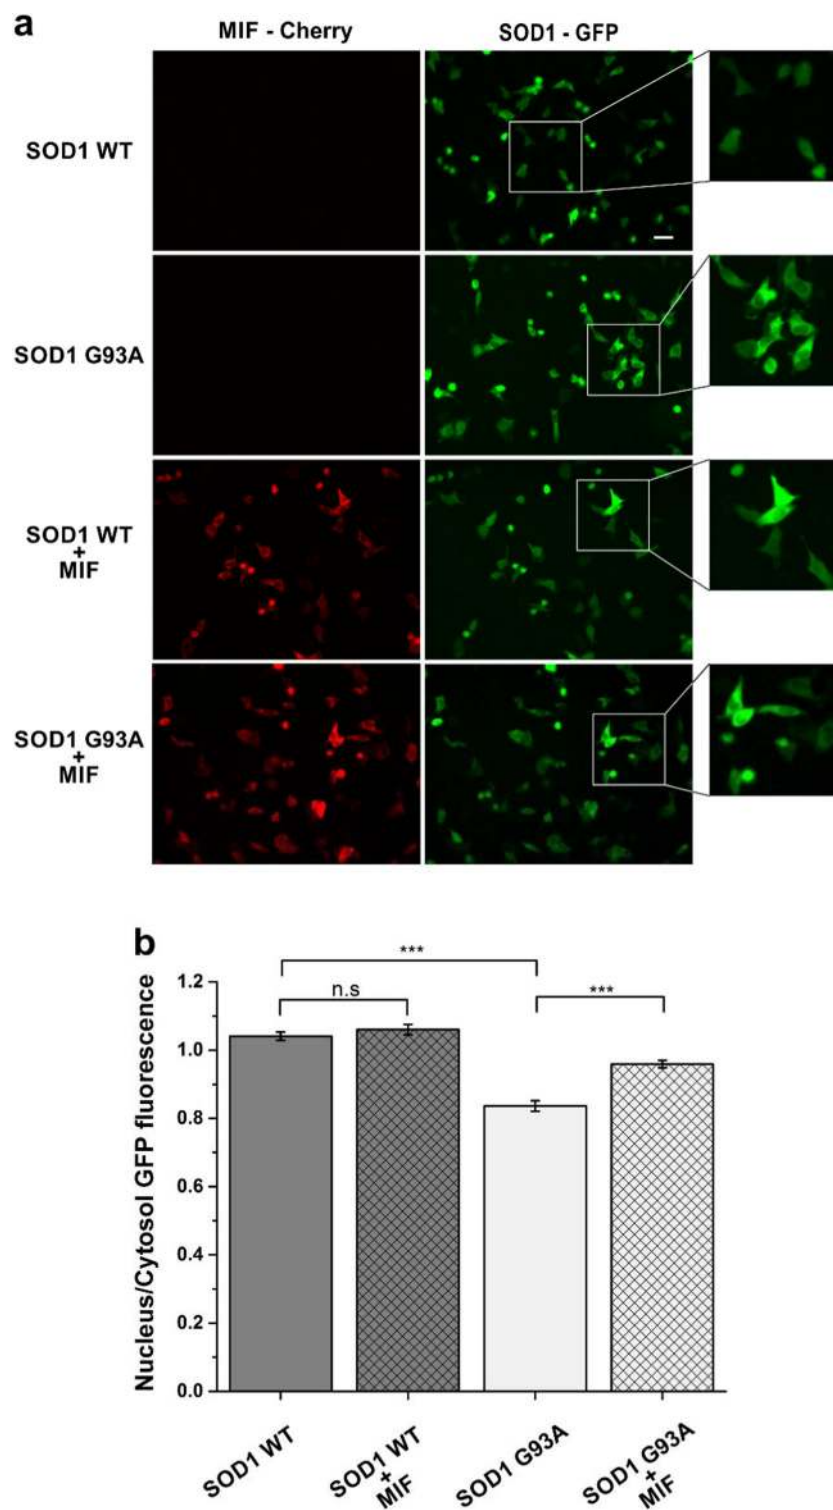 a
MIF - Cherry
SOD1 - GFP
SOD1 WT
SOD1 G93A
SOD1 WT
+
MIF
SOD1 G93A
+
MIF
b
Nucleus/Cytosol GFP fluorescence
1.2
1.0
0.8
0.6
0.4
0.2
0.0
***
n.s
***
SOD1 WT
SOD1 WT
+
MIF
SOD1 G93A
SOD1 G93A
+
MIF